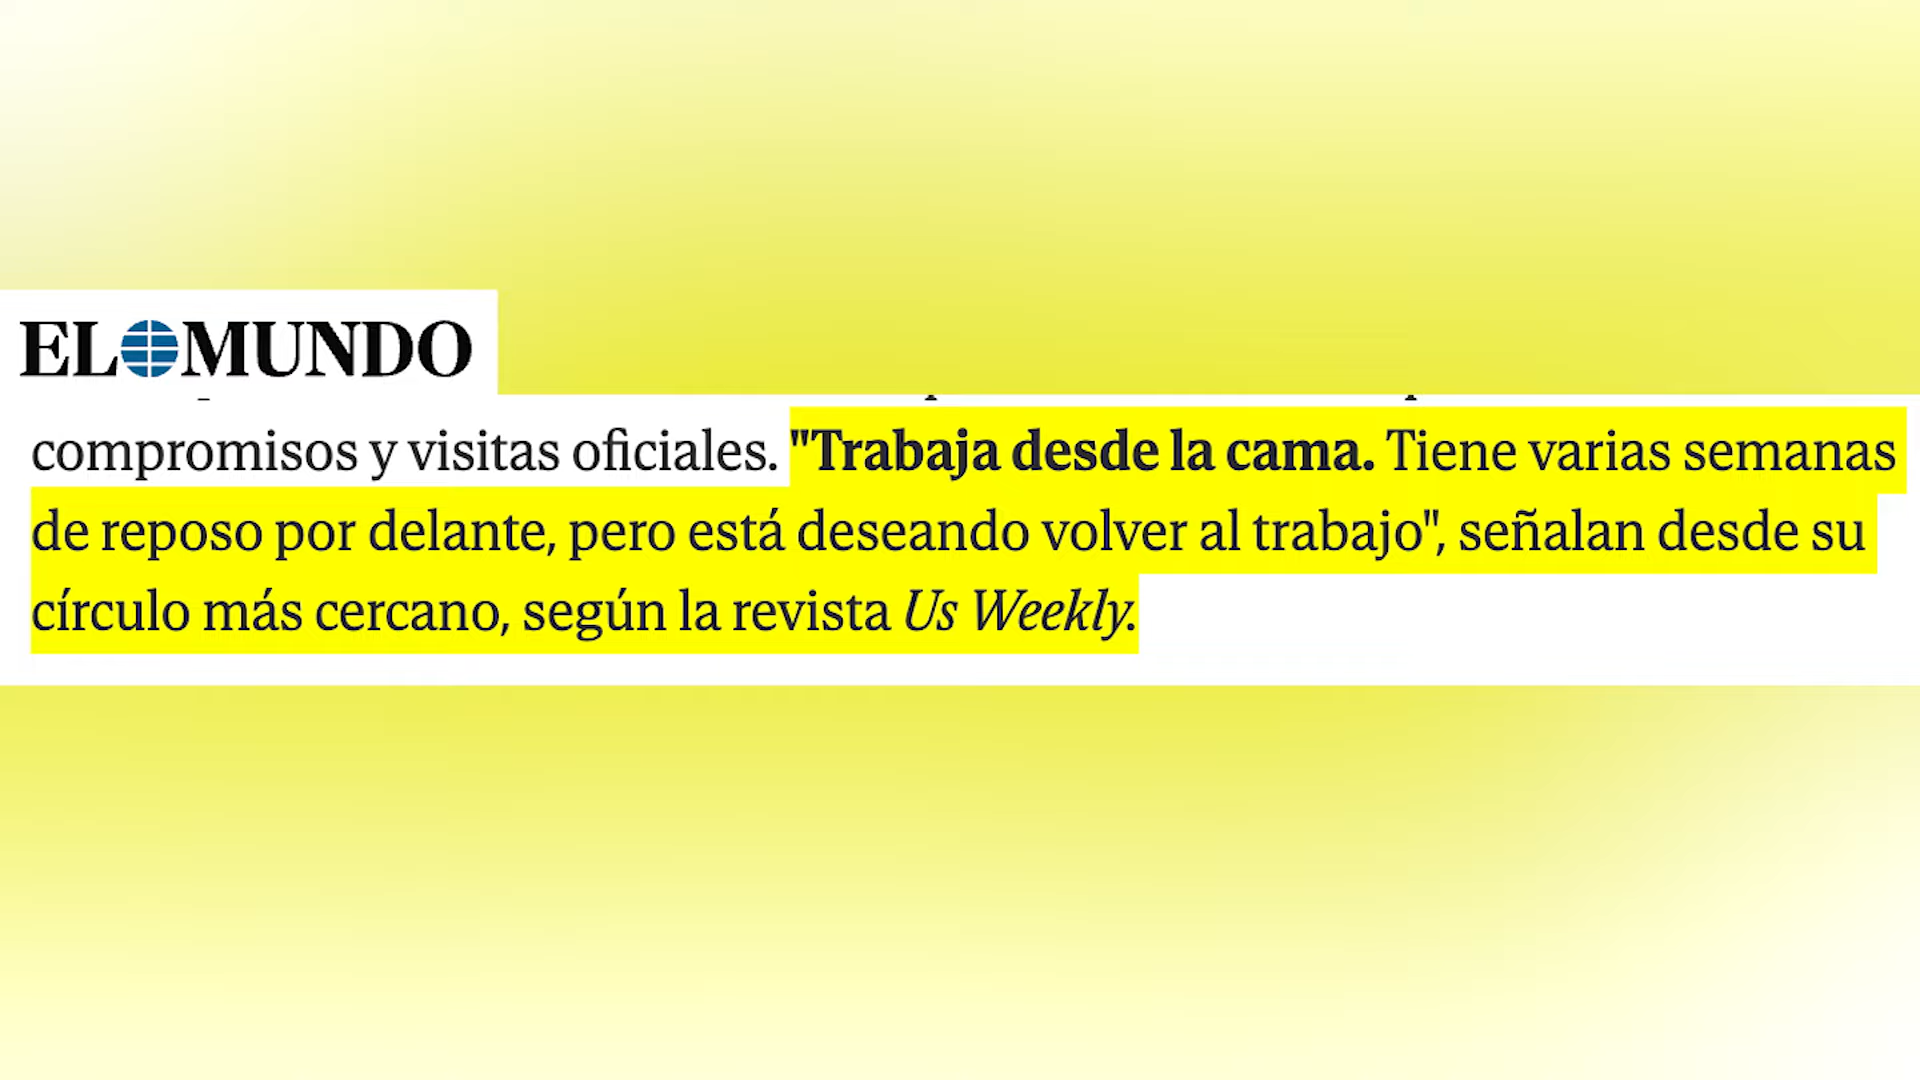 EL MUNDO
compromisos y visitas oficiales. "Trabaja desde la cama. Tiene varias semanas
de reposo por delante, pero está deseando volver al trabajo", señalan desde su
círculo más cercano, según la revista Us Weekly.